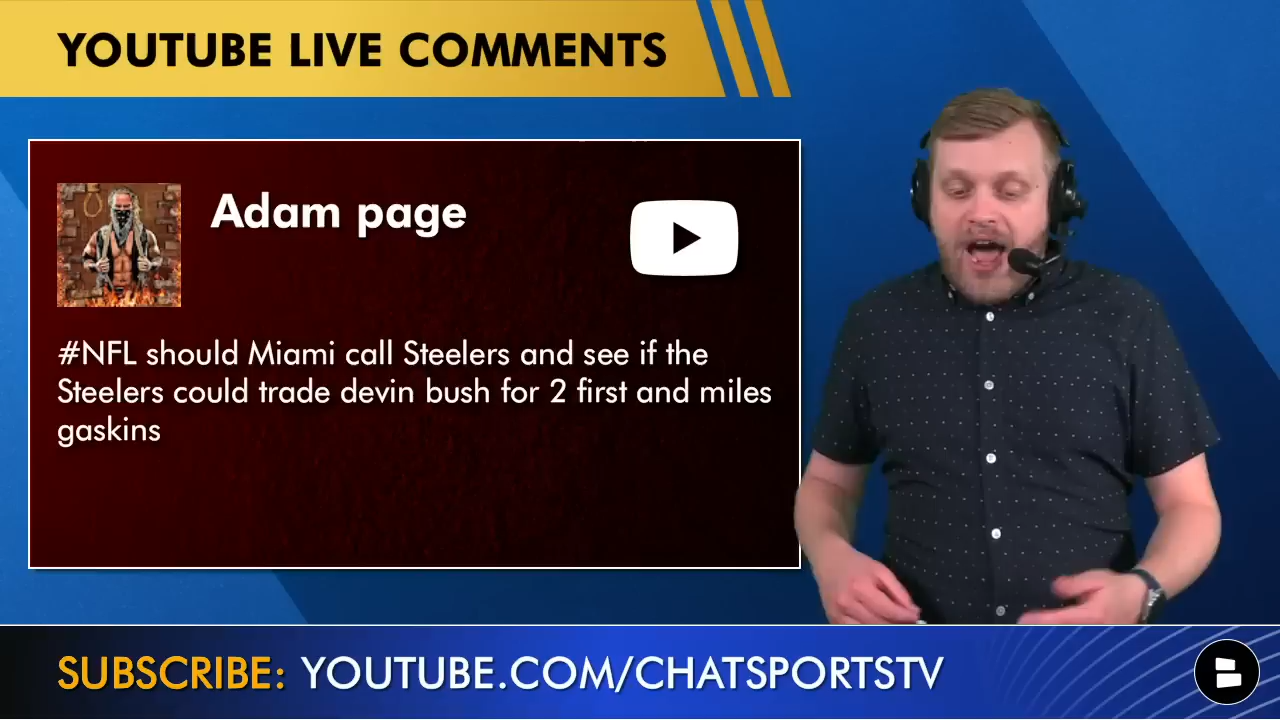 YOUTUBE LIVE COMMENTS
Adam page
#NFL should Miami call Steelers and see if the
Steelers could trade devin bush for 2 first and miles
gaskins
SUBSCRIBE: YOUTUBE.COM/CHATSPORTSTV